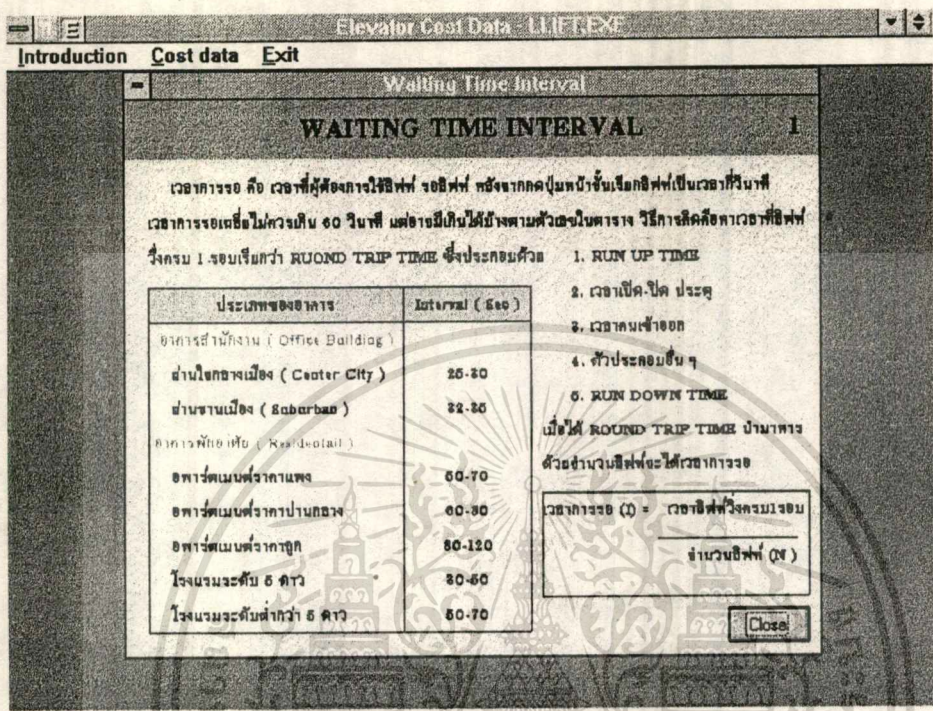 Elevator Cost Data - LLIFT.EXE
Introduction Cost data Exit
Waiting Time Interval
WAITING TIME INTERVAL 1
เวลาการรอ คือ เวลาที่ผู้ต้องการใช้ลิฟท์ รอลิฟท์ หลังจากกดปุ่มหน้าชั้นเรียกลิฟท์เป็นเวลากี่วินาที
เวลาการรอเฉลี่ยไม่ควรเกิน 60 วินาที แต่อาจมีเกินได้บ้างตามตัวเลขในตาราง วิธีการคิดคือหาเวลาที่ลิฟท์
วิ่งครบ 1 รอบเรียกว่า RUOND TRIP TIME ซึ่งประกอบด้วย
1. RUN UP TIME
2. เวลาเปิด-ปิด ประตู
3. เวลาคนเข้าออก
4. ตัวประกอบอื่น ๆ
5. RUN DOWN TIME
เมื่อได้ ROUND TRIP TIME นำมาหาร
ด้วยจำนวนลิฟท์จะได้เวลาการรอ
ประเภทของอาคาร Interval ( Sec )
อาคารสำนักงาน ( Office Building )
ย่านใจกลางเมือง ( Center City ) 25-30
ย่านชานเมือง ( Subarban )
อาคารพักอาศัย ( Residentail )
อพาร์ตเมนต์ราคาแพง 50-70
อพาร์ตเมนต์ราคาปานกลาง 60-80
อพาร์ตเมนต์ราคาถูก 80-120
โรงแรมระดับ 5 ดาว 30-50
โรงแรมระดับต่ำกว่า 5 ดาว 50-70
เวลาการรอ (I) = เวลาลิฟท์วิ่งครบ1รอบ
จำนวนลิฟท์ (N )
Close